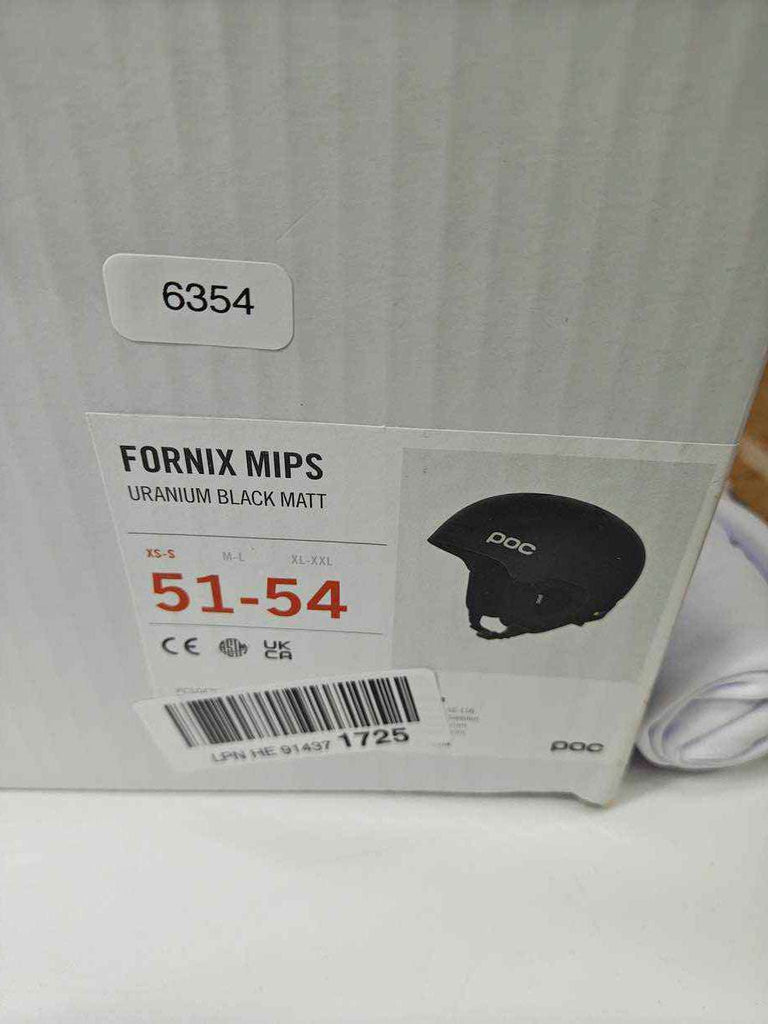 6354
FORNIX MIPS
URANIUM BLACK MATT
XS-S M-L XL-XXL
51-54
CE ASTM UK CA
poc
LPN HE 91437 1725
poc